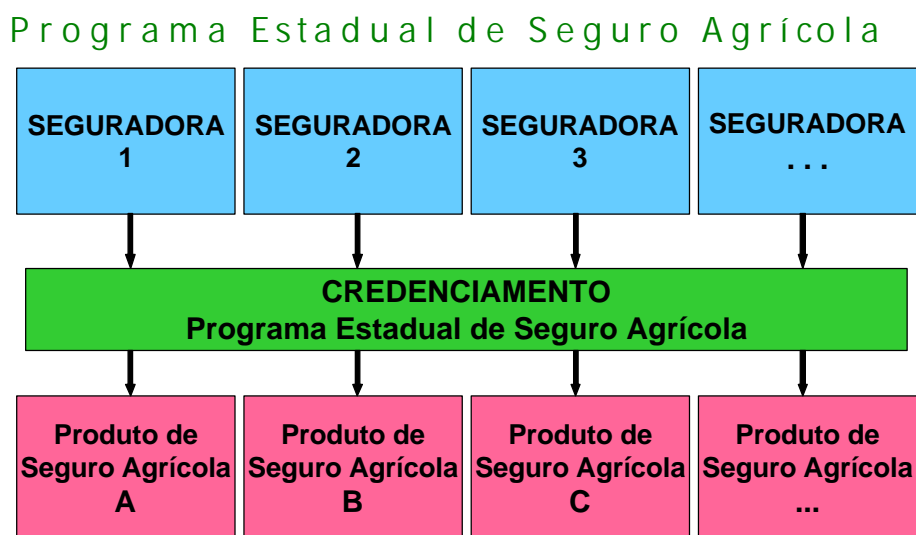 Programa Estadual de Seguro Agrícola
SEGURADORA
1
SEGURADORA
2
SEGURADORA
3
SEGURADORA
. . .
CREDENCIAMENTO
Programa Estadual de Seguro Agrícola
Produto de
Seguro Agrícola
A
Produto de
Seguro Agrícola
B
Produto de
Seguro Agrícola
C
Produto de
Seguro Agrícola
...